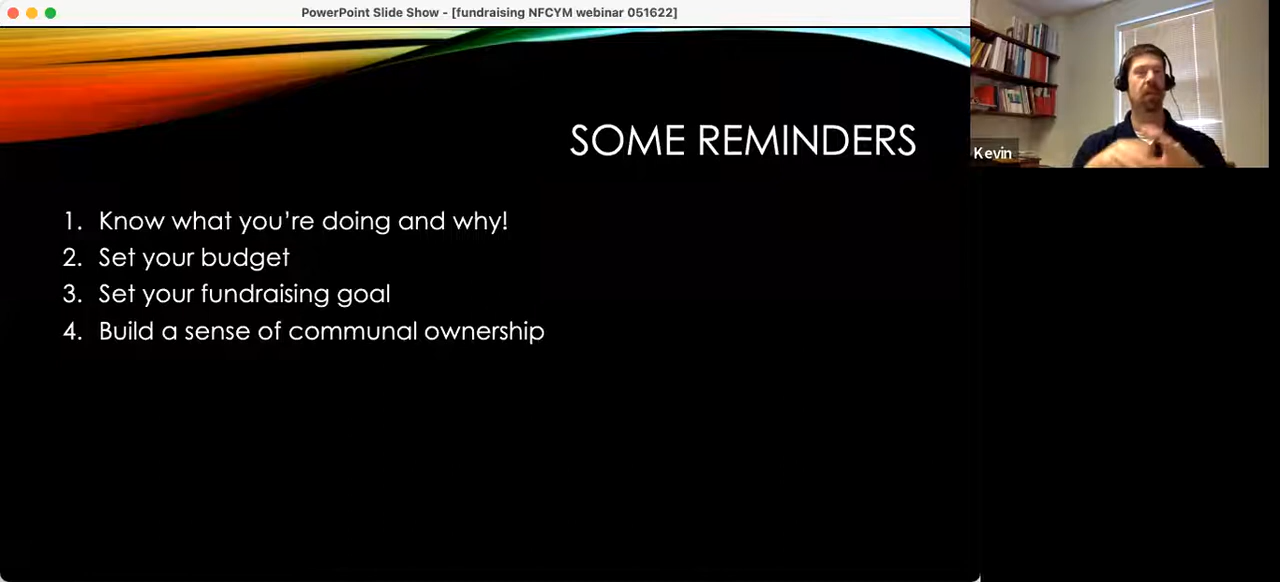 PowerPoint Slide Show - [fundraising NFCYM webinar 051622]
SOME REMINDERS
Kevin
1. Know what you’re doing and why!
2. Set your budget
3. Set your fundraising goal
4. Build a sense of communal ownership